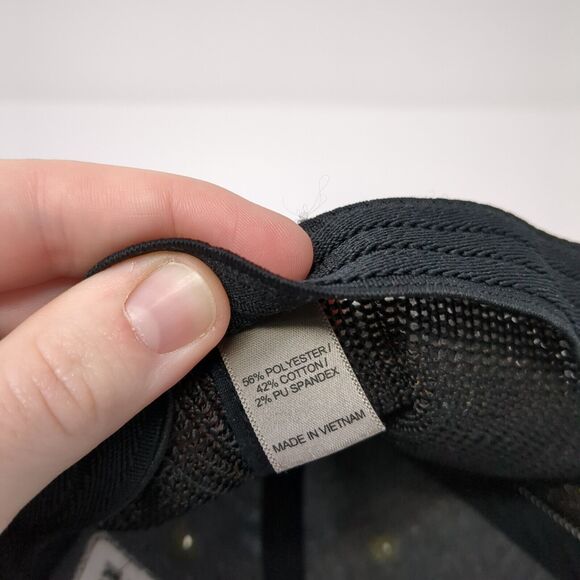 56% POLYESTER/
42% COTTON/
2% PU SPANDEX
MADE IN VIETNAM